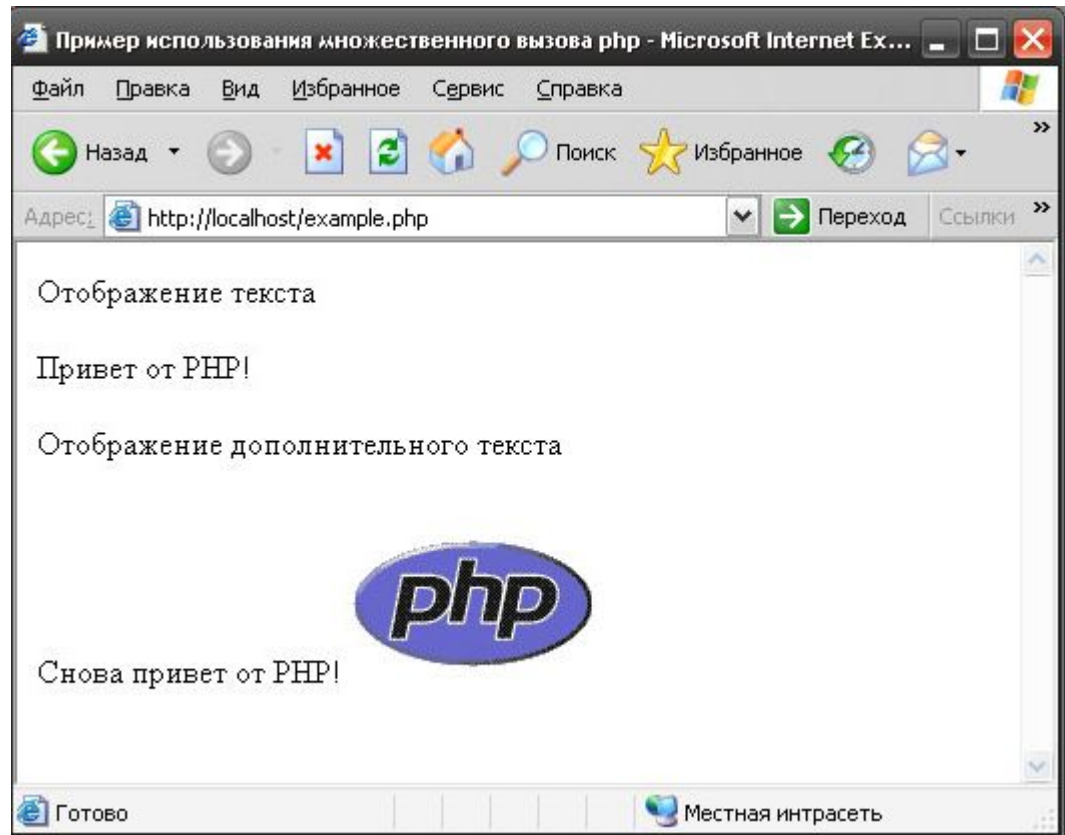 Пример использования множественного вызова php - Microsoft Internet Ex...
Файл Правка Вид Избранное Сервис Справка
Назад Поиск Избранное »
Адрес: http://localhost/example.php Переход Ссылки »
Отображение текста
Привет от PHP!
Отображение дополнительного текста
php
Снова привет от PHP!
Готово Местная интрасеть